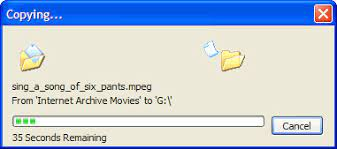 Copying...
sing_a_song_of_six_pants.mpeg
From 'Internet Archive Movies' to 'G:\'
Cancel
35 Seconds Remaining